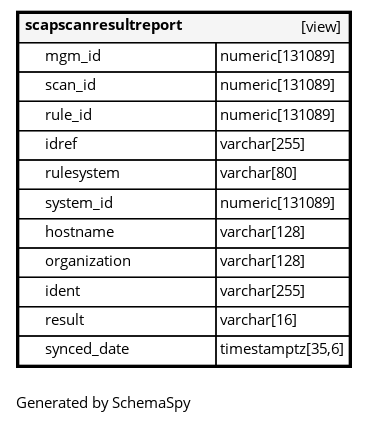 scapscanresultreport [view]
mgm_id numeric[131089]
scan_id numeric[131089]
rule_id numeric[131089]
idref varchar[255]
rulesystem varchar[80]
system_id numeric[131089]
hostname varchar[128]
organization varchar[128]
ident varchar[255]
result varchar[16]
synced_date timestamptz[35,6]
Generated by SchemaSpy